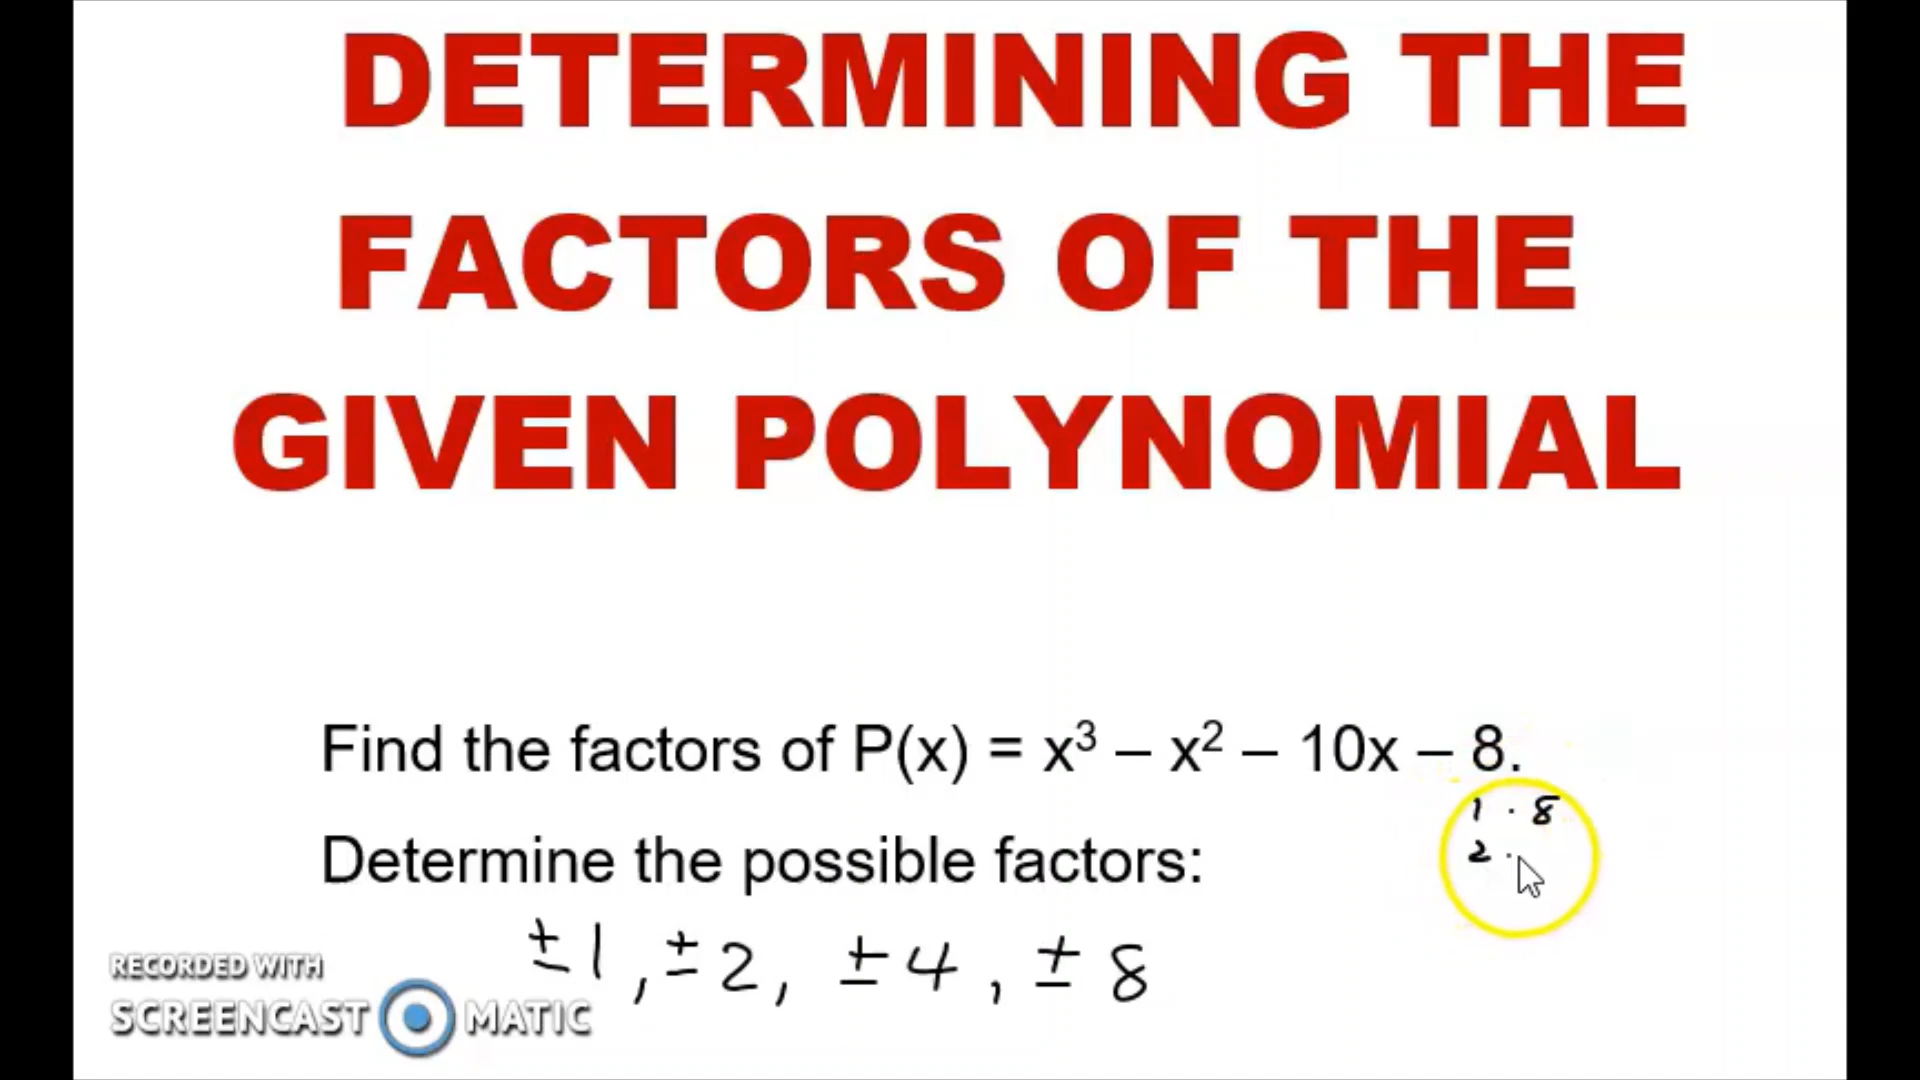 DETERMINING THE
FACTORS OF THE
GIVEN POLYNOMIAL
Find the factors of P(x) = x³ – x² – 10x – 8.
1 · 8
2 ·
Determine the possible factors:
±1, ±2, ±4, ±8
RECORDED WITH
SCREENCAST MATIC